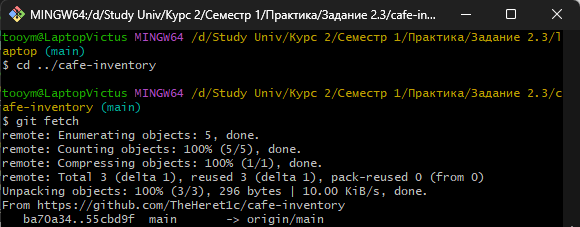 MINGW64:/d/Study Univ/Курс 2/Семестр 1/Практика/Задание 2.3/cafe-in...
tooym@LaptopVictus MINGW64 /d/Study Univ/Курс 2/Семестр 1/Практика/Задание 2.3/l
aptop (main)
$ cd ../cafe-inventory
tooym@LaptopVictus MINGW64 /d/Study Univ/Курс 2/Семестр 1/Практика/Задание 2.3/c
afe-inventory (main)
$ git fetch
remote: Enumerating objects: 5, done.
remote: Counting objects: 100% (5/5), done.
remote: Compressing objects: 100% (1/1), done.
remote: Total 3 (delta 1), reused 3 (delta 1), pack-reused 0 (from 0)
Unpacking objects: 100% (3/3), 296 bytes | 10.00 KiB/s, done.
From https://github.com/TheHeret1c/cafe-inventory
   ba70a34..55cbd9f  main       -> origin/main